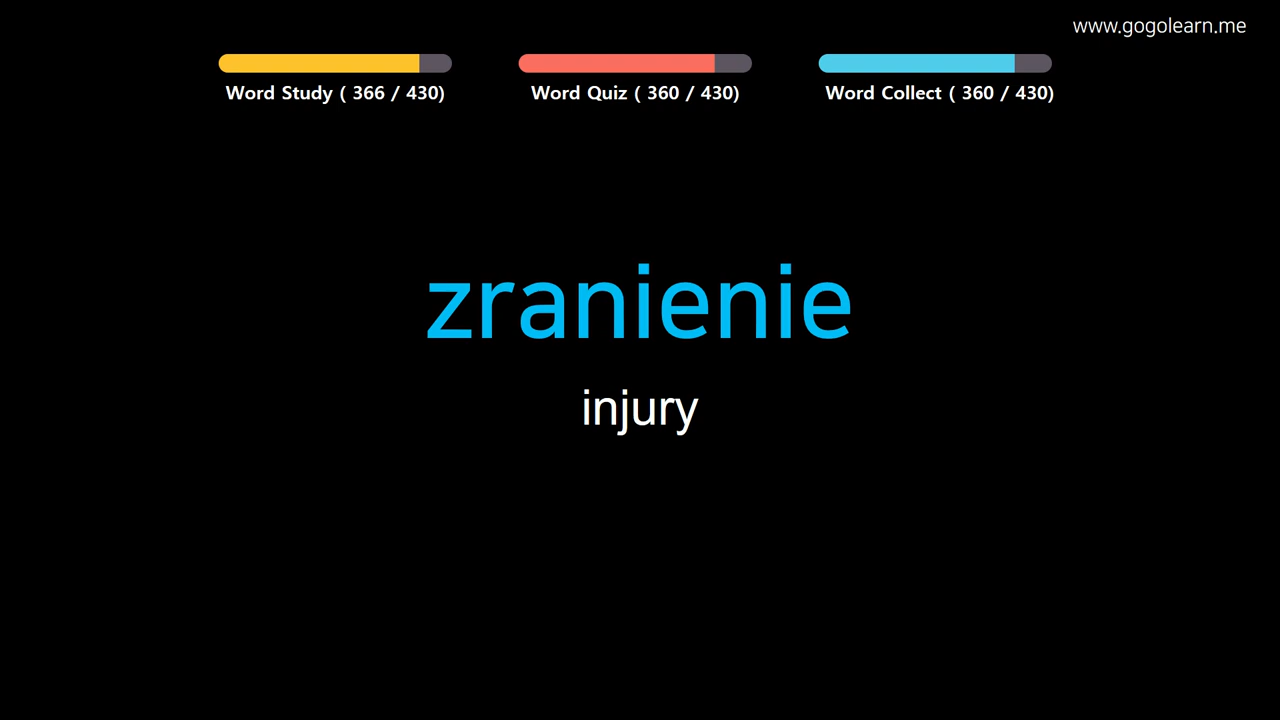 www.gogolearn.me
Word Study ( 366 / 430)
Word Quiz ( 360 / 430)
Word Collect ( 360 / 430)
zranienie
injury